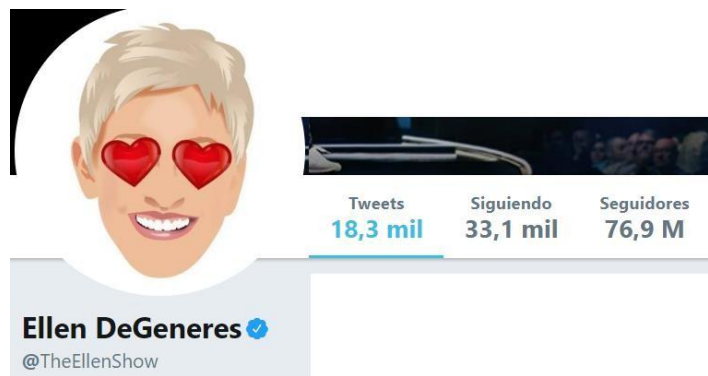 Tweets Siguiendo Seguidores
18,3 mil 33,1 mil 76,9 M
Ellen DeGeneres
@TheEllenShow